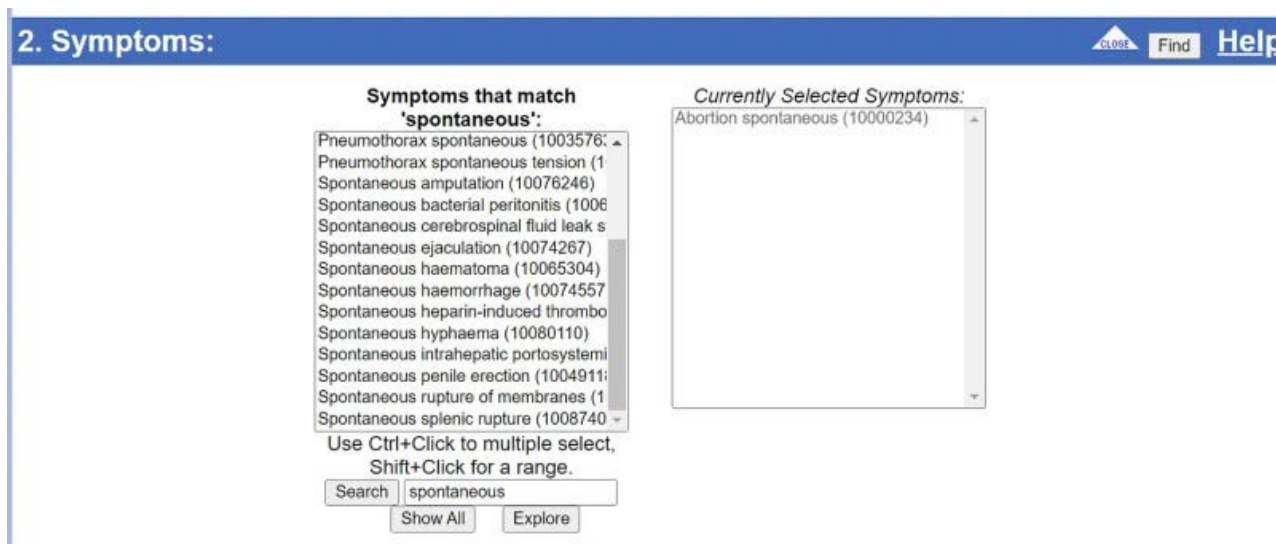 2. Symptoms:
CLOSE Find Help
Symptoms that match
'spontaneous':
Pneumothorax spontaneous (1003576
Pneumothorax spontaneous tension (1
Spontaneous amputation (10076246)
Spontaneous bacterial peritonitis (1006
Spontaneous cerebrospinal fluid leak s
Spontaneous ejaculation (10074267)
Spontaneous haematoma (10065304)
Spontaneous haemorrhage (10074557
Spontaneous heparin-induced thrombo
Spontaneous hyphaema (10080110)
Spontaneous intrahepatic portosystemi
Spontaneous penile erection (1004911
Spontaneous rupture of membranes (1
Spontaneous splenic rupture (1008740
Use Ctrl+Click to multiple select,
Shift+Click for a range.
Search spontaneous
Show All Explore
Currently Selected Symptoms:
Abortion spontaneous (10000234)